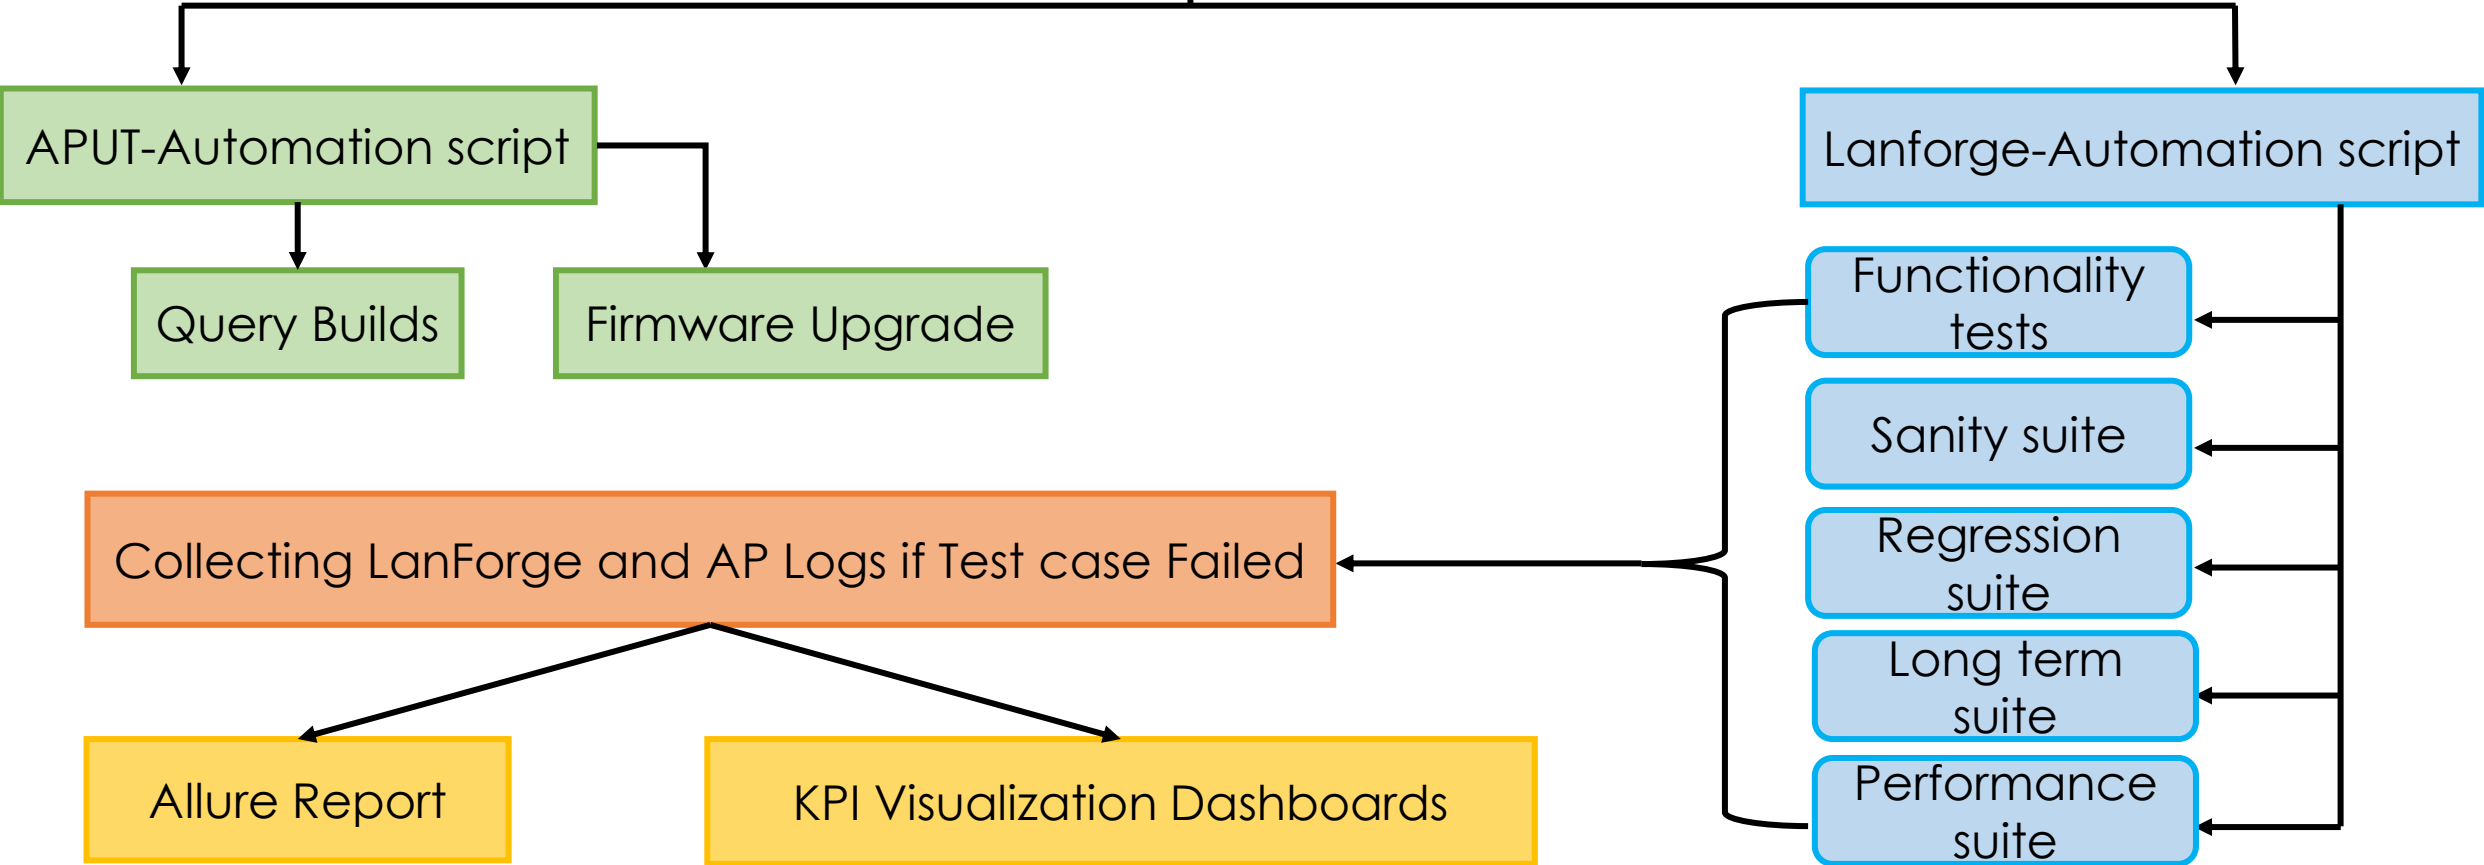 APUT-Automation script
Lanforge-Automation script
Query Builds
Firmware Upgrade
Functionality
tests
Sanity suite
Regression
suite
Long term
suite
Performance
suite
Collecting LanForge and AP Logs if Test case Failed
Allure Report
KPI Visualization Dashboards